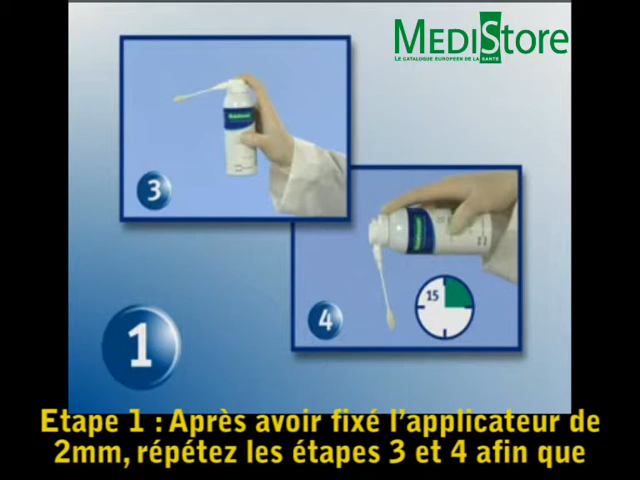 MEDIStore
LE CATALOGUE EUROPEEN DE LA SANTE
3
15
4
1
Etape 1 : Après avoir fixé l'applicateur de
2mm, répétez les étapes 3 et 4 afin que